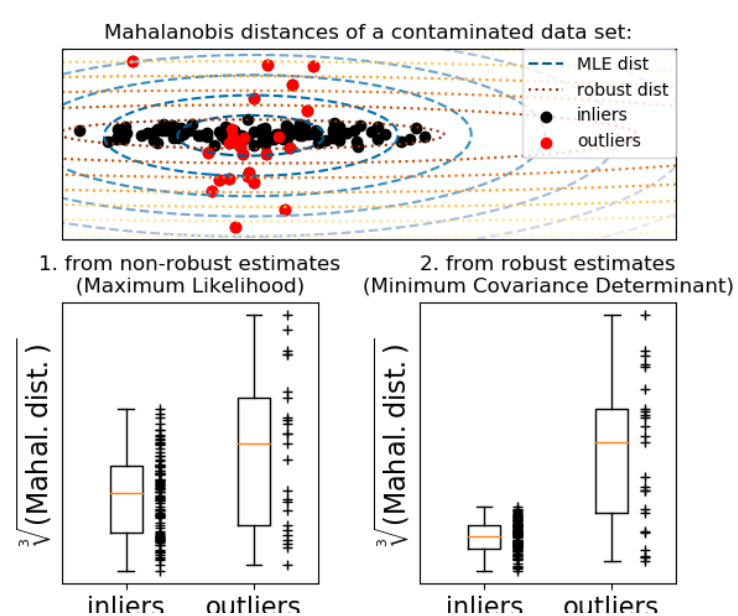 Mahalanobis distances of a contaminated data set:
MLE dist
robust dist
inliers
outliers
1. from non-robust estimates
(Maximum Likelihood)
2. from robust estimates
(Minimum Covariance Determinant)
∛(Mahal. dist. )
∛(Mahal. dist. )
inliers outliers
inliers outliers